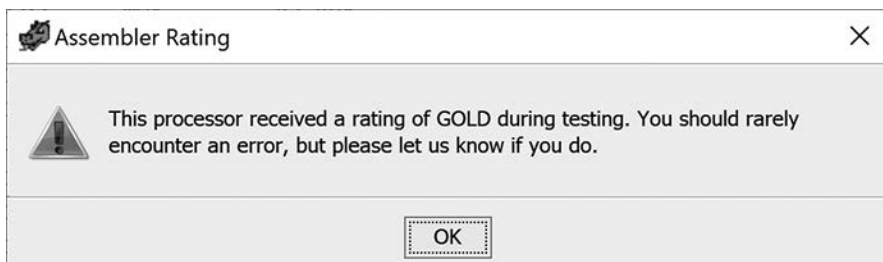 Assembler Rating
This processor received a rating of GOLD during testing. You should rarely
encounter an error, but please let us know if you do.
OK